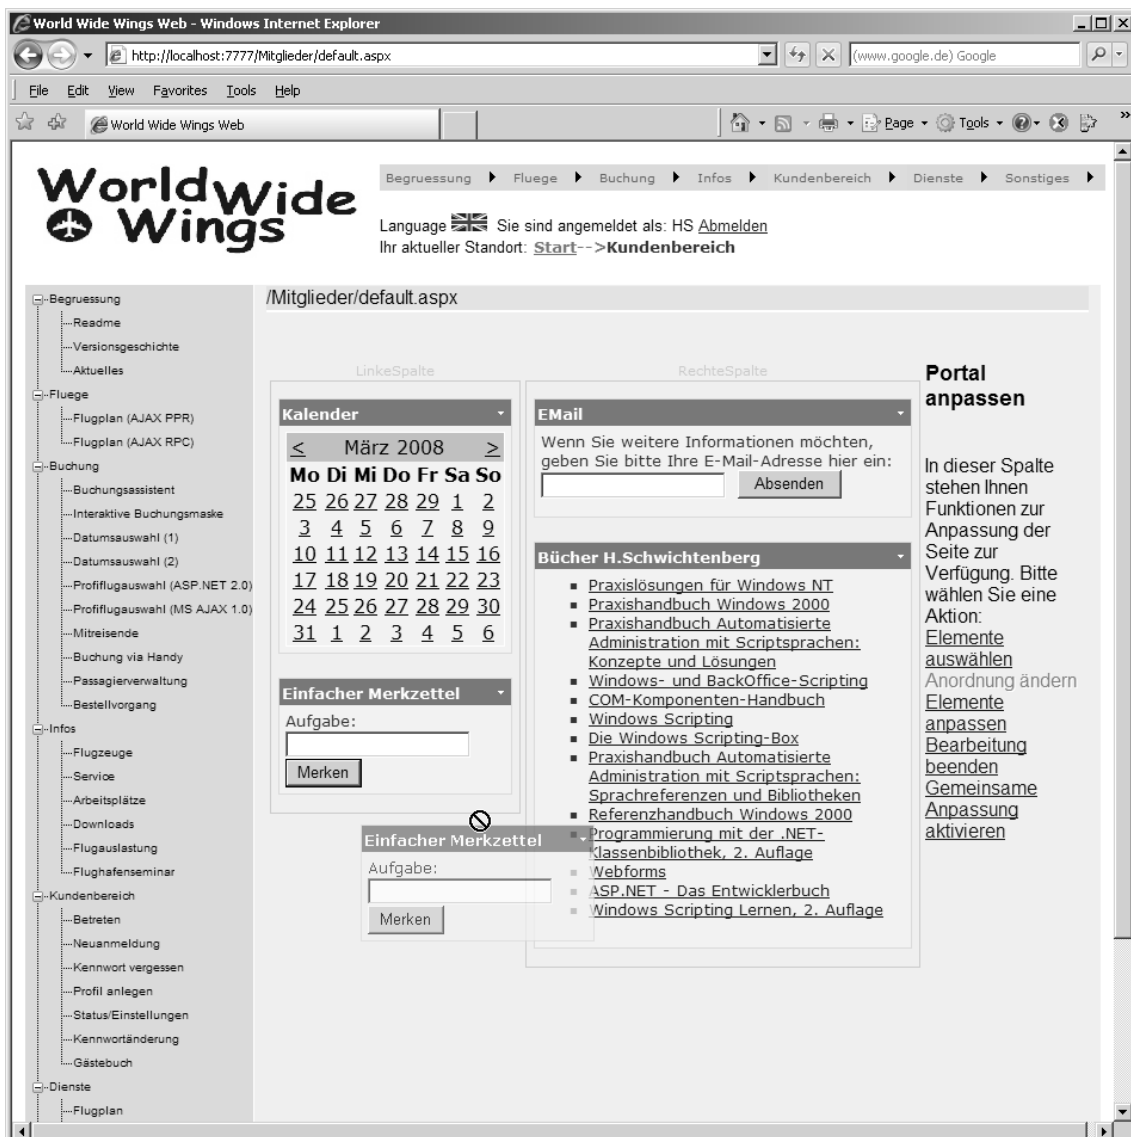 World Wide Wings Web - Windows Internet Explorer
http://localhost:7777/Mitglieder/default.aspx
(www.google.de) Google
File Edit View Favorites Tools Help
World Wide Wings Web
Page Tools
World Wide
Wings
Begruessung Fluege Buchung Infos Kundenbereich Dienste Sonstiges
Language Sie sind angemeldet als: HS Abmelden
Ihr aktueller Standort: Start-->Kundenbereich
Begruessung
Readme
Versionsgeschichte
Aktuelles
Fluege
Flugplan (AJAX PPR)
Flugplan (AJAX RPC)
Buchung
Buchungsassistent
Interaktive Buchungsmaske
Datumsauswahl (1)
Datumsauswahl (2)
Profiflugauswahl (ASP.NET 2.0)
Profiflugauswahl (MS AJAX 1.0)
Mitreisende
Buchung via Handy
Passagierverwaltung
Bestellvorgang
Infos
Flugzeuge
Service
Arbeitsplätze
Downloads
Flugauslastung
Flughafenseminar
Kundenbereich
Betreten
Neuanmeldung
Kennwort vergessen
Profil anlegen
Status/Einstellungen
Kennwortänderung
Gästebuch
Dienste
Flugplan
/Mitglieder/default.aspx
LinkeSpalte
Kalender
< März 2008 >
Mo Di Mi Do Fr Sa So
25 26 27 28 29 1 2
3 4 5 6 7 8 9
10 11 12 13 14 15 16
17 18 19 20 21 22 23
24 25 26 27 28 29 30
31 1 2 3 4 5 6
Einfacher Merkzettel
Aufgabe:
Merken
Einfacher Merkzettel
Aufgabe:
Merken
RechteSpalte
EMail
Wenn Sie weitere Informationen möchten,
geben Sie bitte Ihre E-Mail-Adresse hier ein:
Absenden
Bücher H.Schwichtenberg
Praxislösungen für Windows NT
Praxishandbuch Windows 2000
Praxishandbuch Automatisierte
Administration mit Scriptsprachen:
Konzepte und Lösungen
Windows- und BackOffice-Scripting
COM-Komponenten-Handbuch
Windows Scripting
Die Windows Scripting-Box
Praxishandbuch Automatisierte
Administration mit Scriptsprachen:
Sprachreferenzen und Bibliotheken
Referenzhandbuch Windows 2000
Programmierung mit der .NET-
Klassenbibliothek, 2. Auflage
Webforms
ASP.NET - Das Entwicklerbuch
Windows Scripting Lernen, 2. Auflage
Portal
anpassen
In dieser Spalte
stehen Ihnen
Funktionen zur
Anpassung der
Seite zur
Verfügung. Bitte
wählen Sie eine
Aktion:
Elemente
auswählen
Anordnung ändern
Elemente
anpassen
Bearbeitung
beenden
Gemeinsame
Anpassung
aktivieren